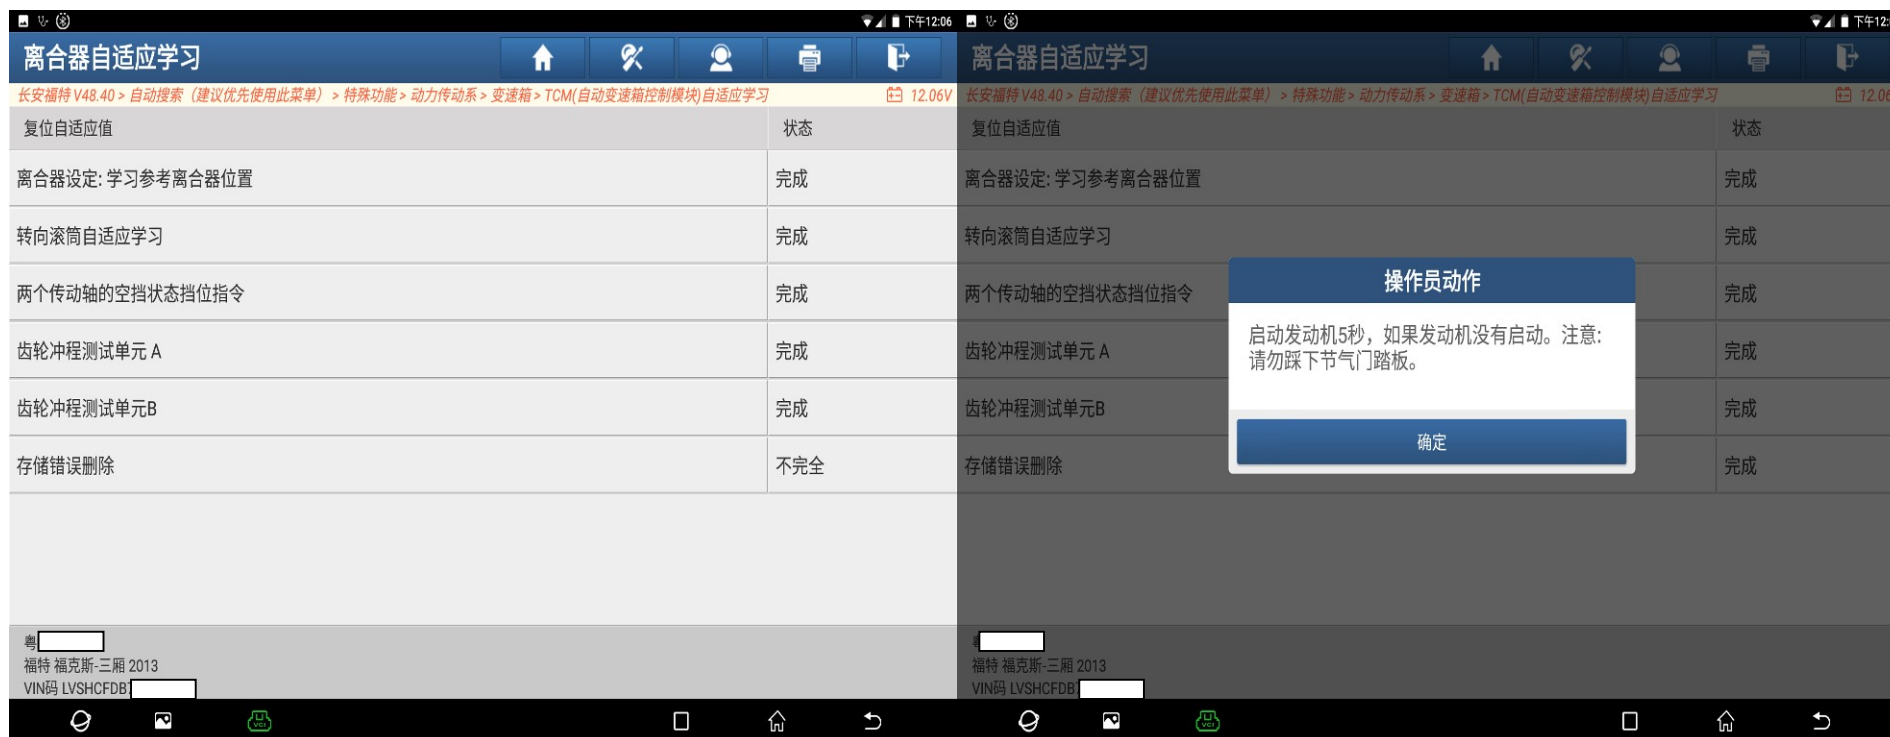 下午12:06
离合器自适应学习
长安福特 V48.40 > 自动搜索（建议优先使用此菜单） > 特殊功能 > 动力传动系 > 变速箱 > TCM(自动变速箱控制模块)自适应学习 12.06V
复位自适应值 状态
离合器设定: 学习参考离合器位置 完成
转向滚筒自适应学习 完成
两个传动轴的空挡状态挡位指令 完成
齿轮冲程测试单元 A 完成
齿轮冲程测试单元B 完成
存储错误删除 不完全
粤
福特 福克斯-三厢 2013
VIN码 LVSHCFDB
VCI
下午12:
离合器自适应学习
长安福特 V48.40 > 自动搜索（建议优先使用此菜单） > 特殊功能 > 动力传动系 > 变速箱 > TCM(自动变速箱控制模块)自适应学习 12.06
复位自适应值 状态
离合器设定: 学习参考离合器位置 完成
转向滚筒自适应学习 完成
两个传动轴的空挡状态挡位指令 完成
齿轮冲程测试单元 A 完成
齿轮冲程测试单元B 完成
存储错误删除 完成
操作员动作
启动发动机5秒，如果发动机没有启动。注意:
请勿踩下节气门踏板。
确定
福特 福克斯-三厢 2013
VIN码 LVSHCFDB
VCI